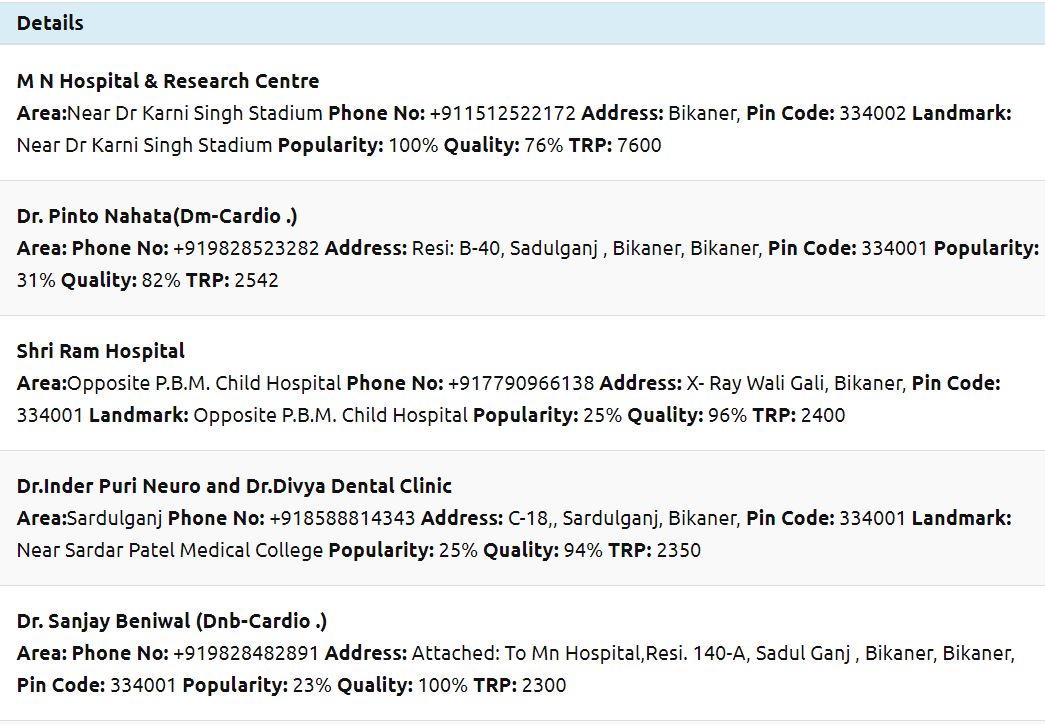 Details
M N Hospital & Research Centre
Area:Near Dr Karni Singh Stadium Phone No: +911512522172 Address: Bikaner, Pin Code: 334002 Landmark:
Near Dr Karni Singh Stadium Popularity: 100% Quality: 76% TRP: 7600
Dr. Pinto Nahata(Dm-Cardio .)
Area: Phone No: +919828523282 Address: Resi: B-40, Sadulganj , Bikaner, Bikaner, Pin Code: 334001 Popularity:
31% Quality: 82% TRP: 2542
Shri Ram Hospital
Area:Opposite P.B.M. Child Hospital Phone No: +917790966138 Address: X- Ray Wali Gali, Bikaner, Pin Code:
334001 Landmark: Opposite P.B.M. Child Hospital Popularity: 25% Quality: 96% TRP: 2400
Dr.Inder Puri Neuro and Dr.Divya Dental Clinic
Area:Sardulganj Phone No: +918588814343 Address: C-18,, Sardulganj, Bikaner, Pin Code: 334001 Landmark:
Near Sardar Patel Medical College Popularity: 25% Quality: 94% TRP: 2350
Dr. Sanjay Beniwal (Dnb-Cardio .)
Area: Phone No: +919828482891 Address: Attached: To Mn Hospital,Resi. 140-A, Sadul Ganj , Bikaner, Bikaner,
Pin Code: 334001 Popularity: 23% Quality: 100% TRP: 2300